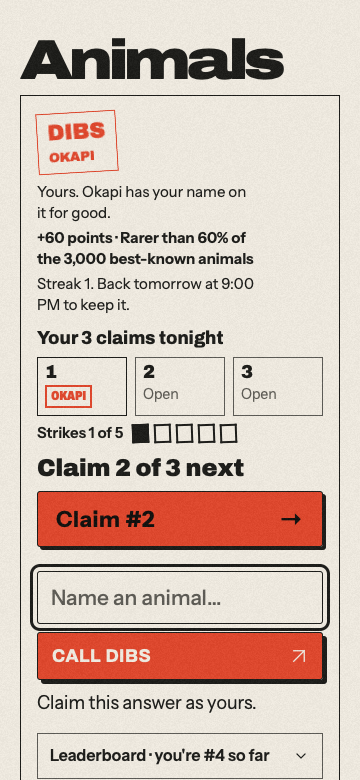 Animals
DIBS
OKAPI
Yours. Okapi has your name on
it for good.
+60 points · Rarer than 60% of
the 3,000 best-known animals
Streak 1. Back tomorrow at 9:00
PM to keep it.
Your 3 claims tonight
1 2 3
OKAPI Open Open
Strikes 1 of 5
Claim 2 of 3 next
Claim #2 →
Name an animal...
CALL DIBS
Claim this answer as yours.
Leaderboard · you're #4 so far